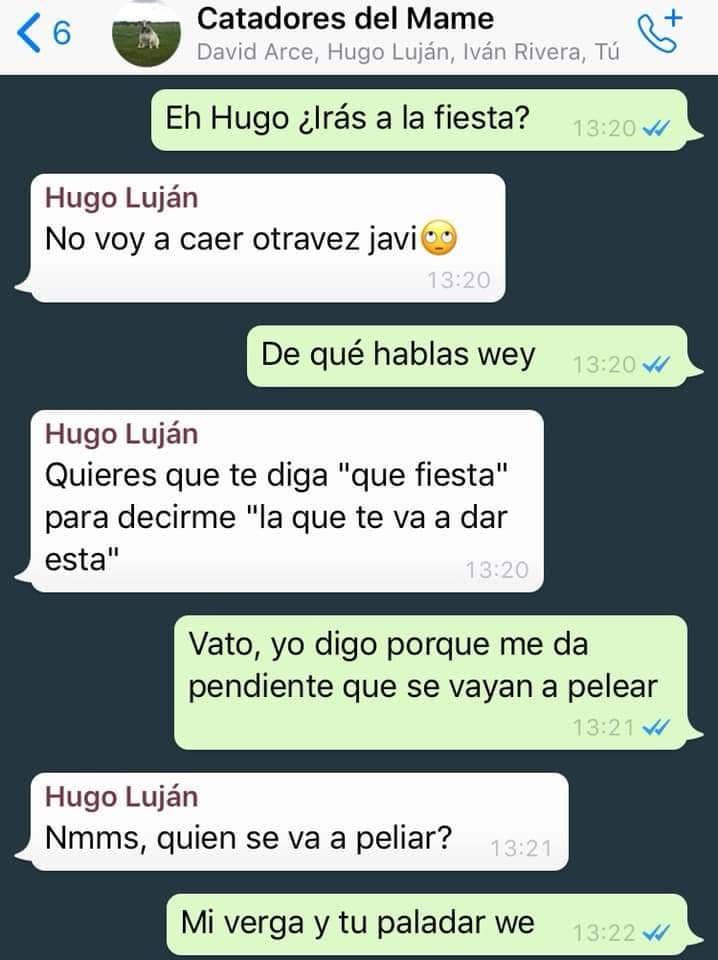 6
Catadores del Mame
David Arce, Hugo Luján, Iván Rivera, Tú
Eh Hugo ¿Irás a la fiesta?
13:20
Hugo Luján
No voy a caer otravez javi🙄
13:20
De qué hablas wey
13:20
Hugo Luján
Quieres que te diga "que fiesta"
para decirme "la que te va a dar
esta"
13:20
Vato, yo digo porque me da
pendiente que se vayan a pelear
13:21
Hugo Luján
Nmms, quien se va a peliar?
13:21
Mi verga y tu paladar we
13:22